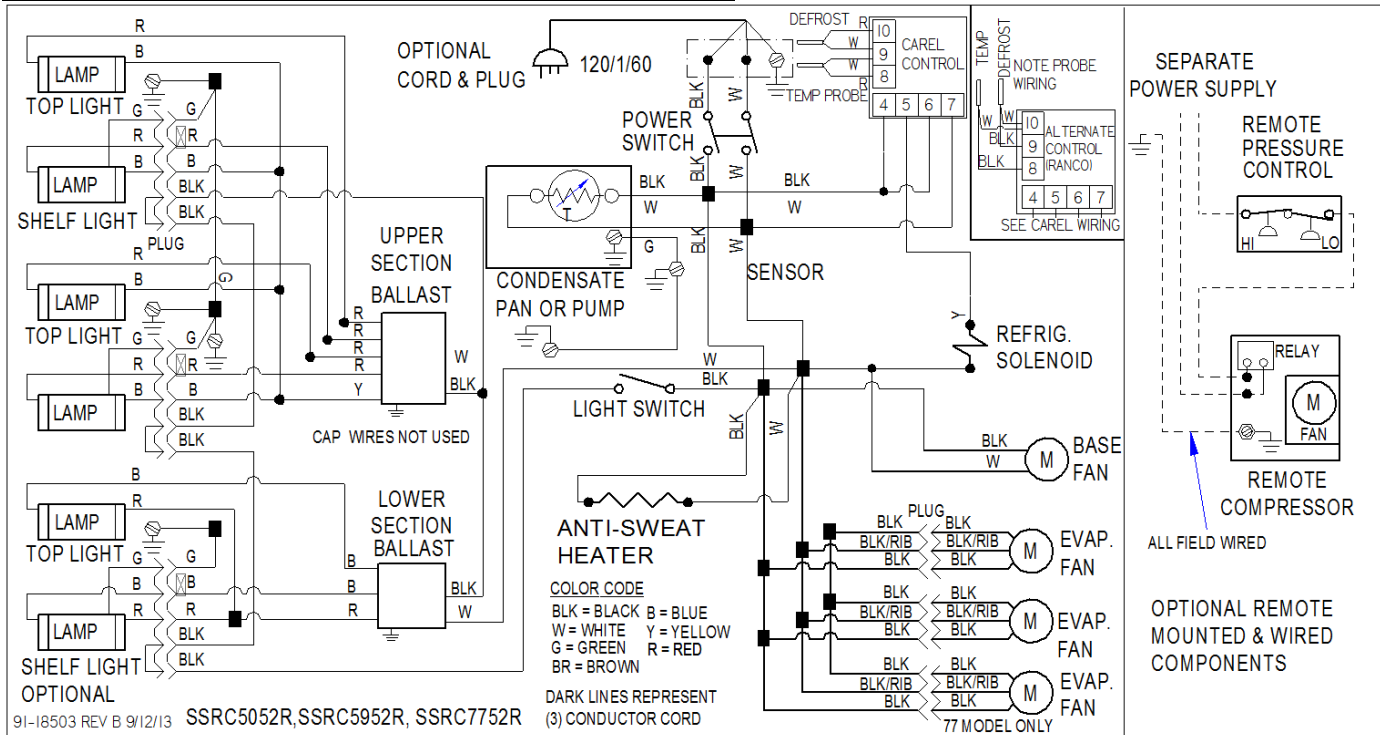 R
B
LAMP
TOP LIGHT
G
G
R
R
B
B
BLK
BLK
LAMP
SHELF LIGHT
PLUG
R
B
G
LAMP
TOP LIGHT
G
G
R
R
B
B
BLK
BLK
LAMP
B
R
LAMP
TOP LIGHT
G
G
B
B
R
R
BLK
BLK
LAMP
SHELF LIGHT
OPTIONAL
91-18503 REV B 9/12/13
SSRC5052R,SSRC5952R, SSRC7752R
UPPER
SECTION
BALLAST
R
R
R
R
Y
W
BLK
CAP WIRES NOT USED
LOWER
SECTION
BALLAST
B
B
R
BLK
W
OPTIONAL
CORD & PLUG
120/1/60
BLK
W
POWER
SWITCH
BLK
W
T
BLK
W
G
CONDENSATE
PAN OR PUMP
BLK
W
BLK
W
SENSOR
DEFROST
R
W
W
R
TEMP PROBE
10
9
8
CAREL
CONTROL
4 5 6 7
TEMP
DEFROST
NOTE PROBE
WIRING
W
W
BLK
BLK
10
9
8
ALTERNATE
CONTROL
(RANCO)
4 5 6 7
SEE CAREL WIRING
Y
REFRIG.
SOLENOID
W
BLK
LIGHT SWITCH
BLK
W
ANTI-SWEAT
HEATER
COLOR CODE
BLK = BLACK B = BLUE
W = WHITE Y = YELLOW
G = GREEN R = RED
BR = BROWN
DARK LINES REPRESENT
(3) CONDUCTOR CORD
BLK
W
M
BASE
FAN
PLUG
BLK BLK
BLK/RIB BLK/RIB
BLK BLK
M
EVAP.
FAN
BLK BLK
BLK/RIB BLK/RIB
BLK BLK
M
EVAP.
FAN
BLK BLK
BLK/RIB BLK/RIB
BLK BLK
M
EVAP.
FAN
77 MODEL ONLY
SEPARATE
POWER SUPPLY
REMOTE
PRESSURE
CONTROL
HI LO
RELAY
M
FAN
REMOTE
COMPRESSOR
ALL FIELD WIRED
OPTIONAL REMOTE
MOUNTED & WIRED
COMPONENTS